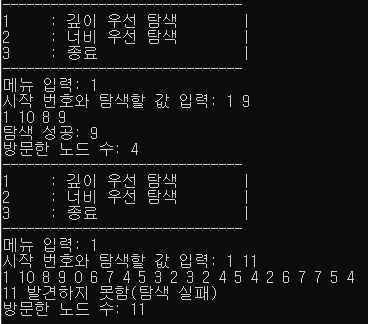 ------------------------------
1    : 깊이 우선 탐색        |
2    : 너비 우선 탐색        |
3    : 종료                  |
------------------------------
메뉴 입력: 1
시작 번호와 탐색할 값 입력: 1 9
1 10 8 9
탐색 성공: 9
방문한 노드 수: 4
------------------------------
1    : 깊이 우선 탐색        |
2    : 너비 우선 탐색        |
3    : 종료                  |
------------------------------
메뉴 입력: 1
시작 번호와 탐색할 값 입력: 1 11
1 10 8 9 0 6 7 4 5 3 2 3 2 4 5 4 2 6 7 7 5 4
11 발견하지 못함(탐색 실패)
방문한 노드 수: 11